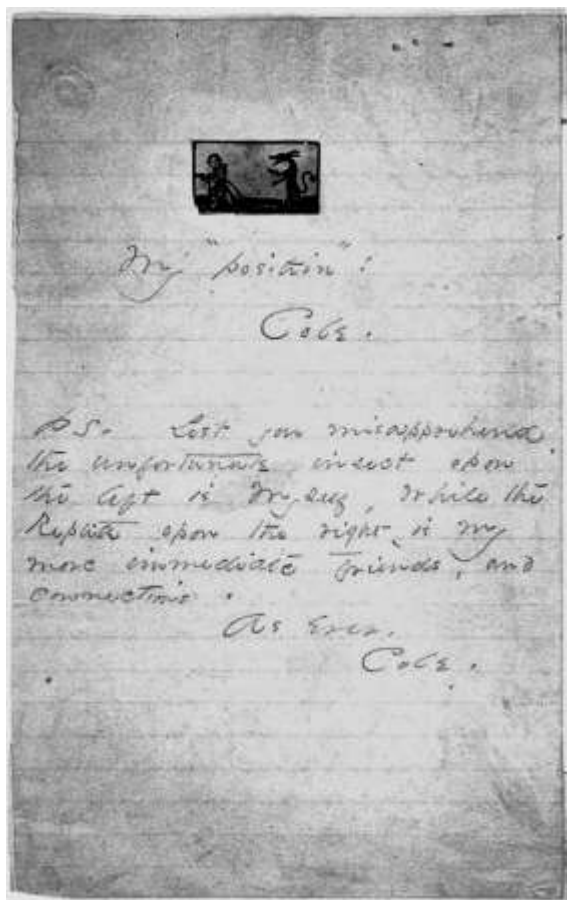 My "position"!
Cole.
P.S. Lest you misapprehend
the unfortunate insect upon
the left is Myself, While the
Reptile upon the right, is my
more immediate friends, and
connections.
As Ever.
Cole.